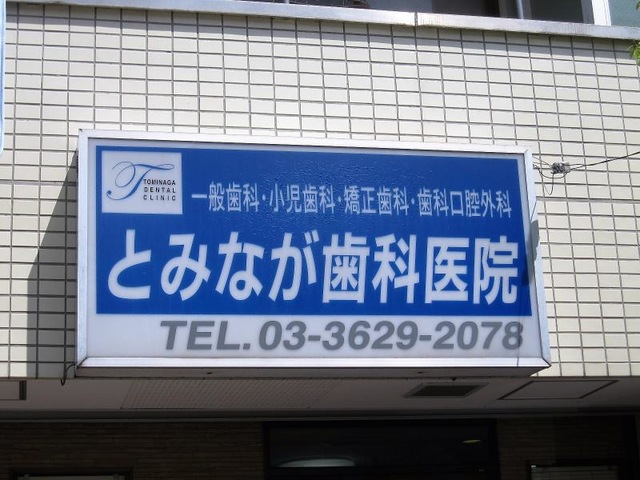 TOMINAGA
DENTAL
CLINIC
一般歯科・小児歯科・矯正歯科・歯科口腔外科
とみなが歯科医院
TEL. 03-3629-2078